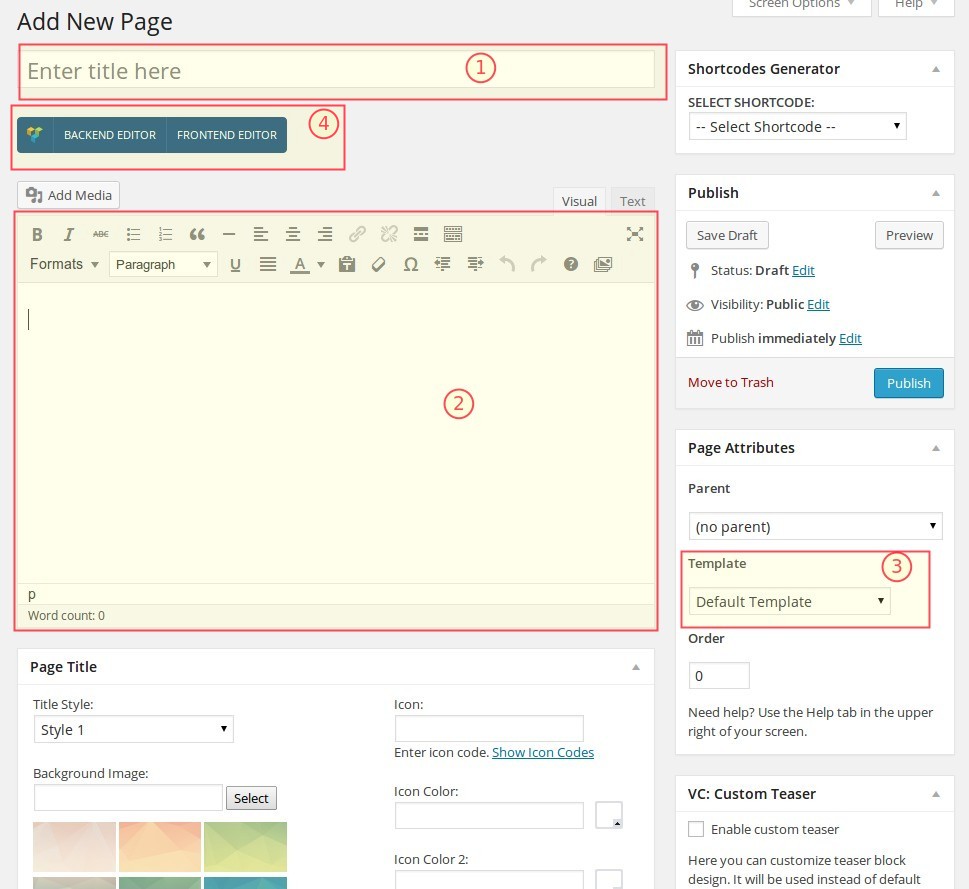 Add New Page
Screen Options
Help
Enter title here
1
BACKEND EDITOR
FRONTEND EDITOR
4
Add Media
Visual
Text
B
I
ABC
Formats
Paragraph
U
A
Ω
2
p
Word count: 0
Page Title
Title Style:
Style 1
Background Image:
Select
Icon:
Enter icon code. Show Icon Codes
Icon Color:
Icon Color 2:
Shortcodes Generator
SELECT SHORTCODE:
-- Select Shortcode --
Publish
Save Draft
Preview
Status: Draft Edit
Visibility: Public Edit
Publish immediately Edit
Move to Trash
Publish
Page Attributes
Parent
(no parent)
Template
3
Default Template
Order
0
Need help? Use the Help tab in the upper
right of your screen.
VC: Custom Teaser
Enable custom teaser
Here you can customize teaser block
design. It will be used instead of default